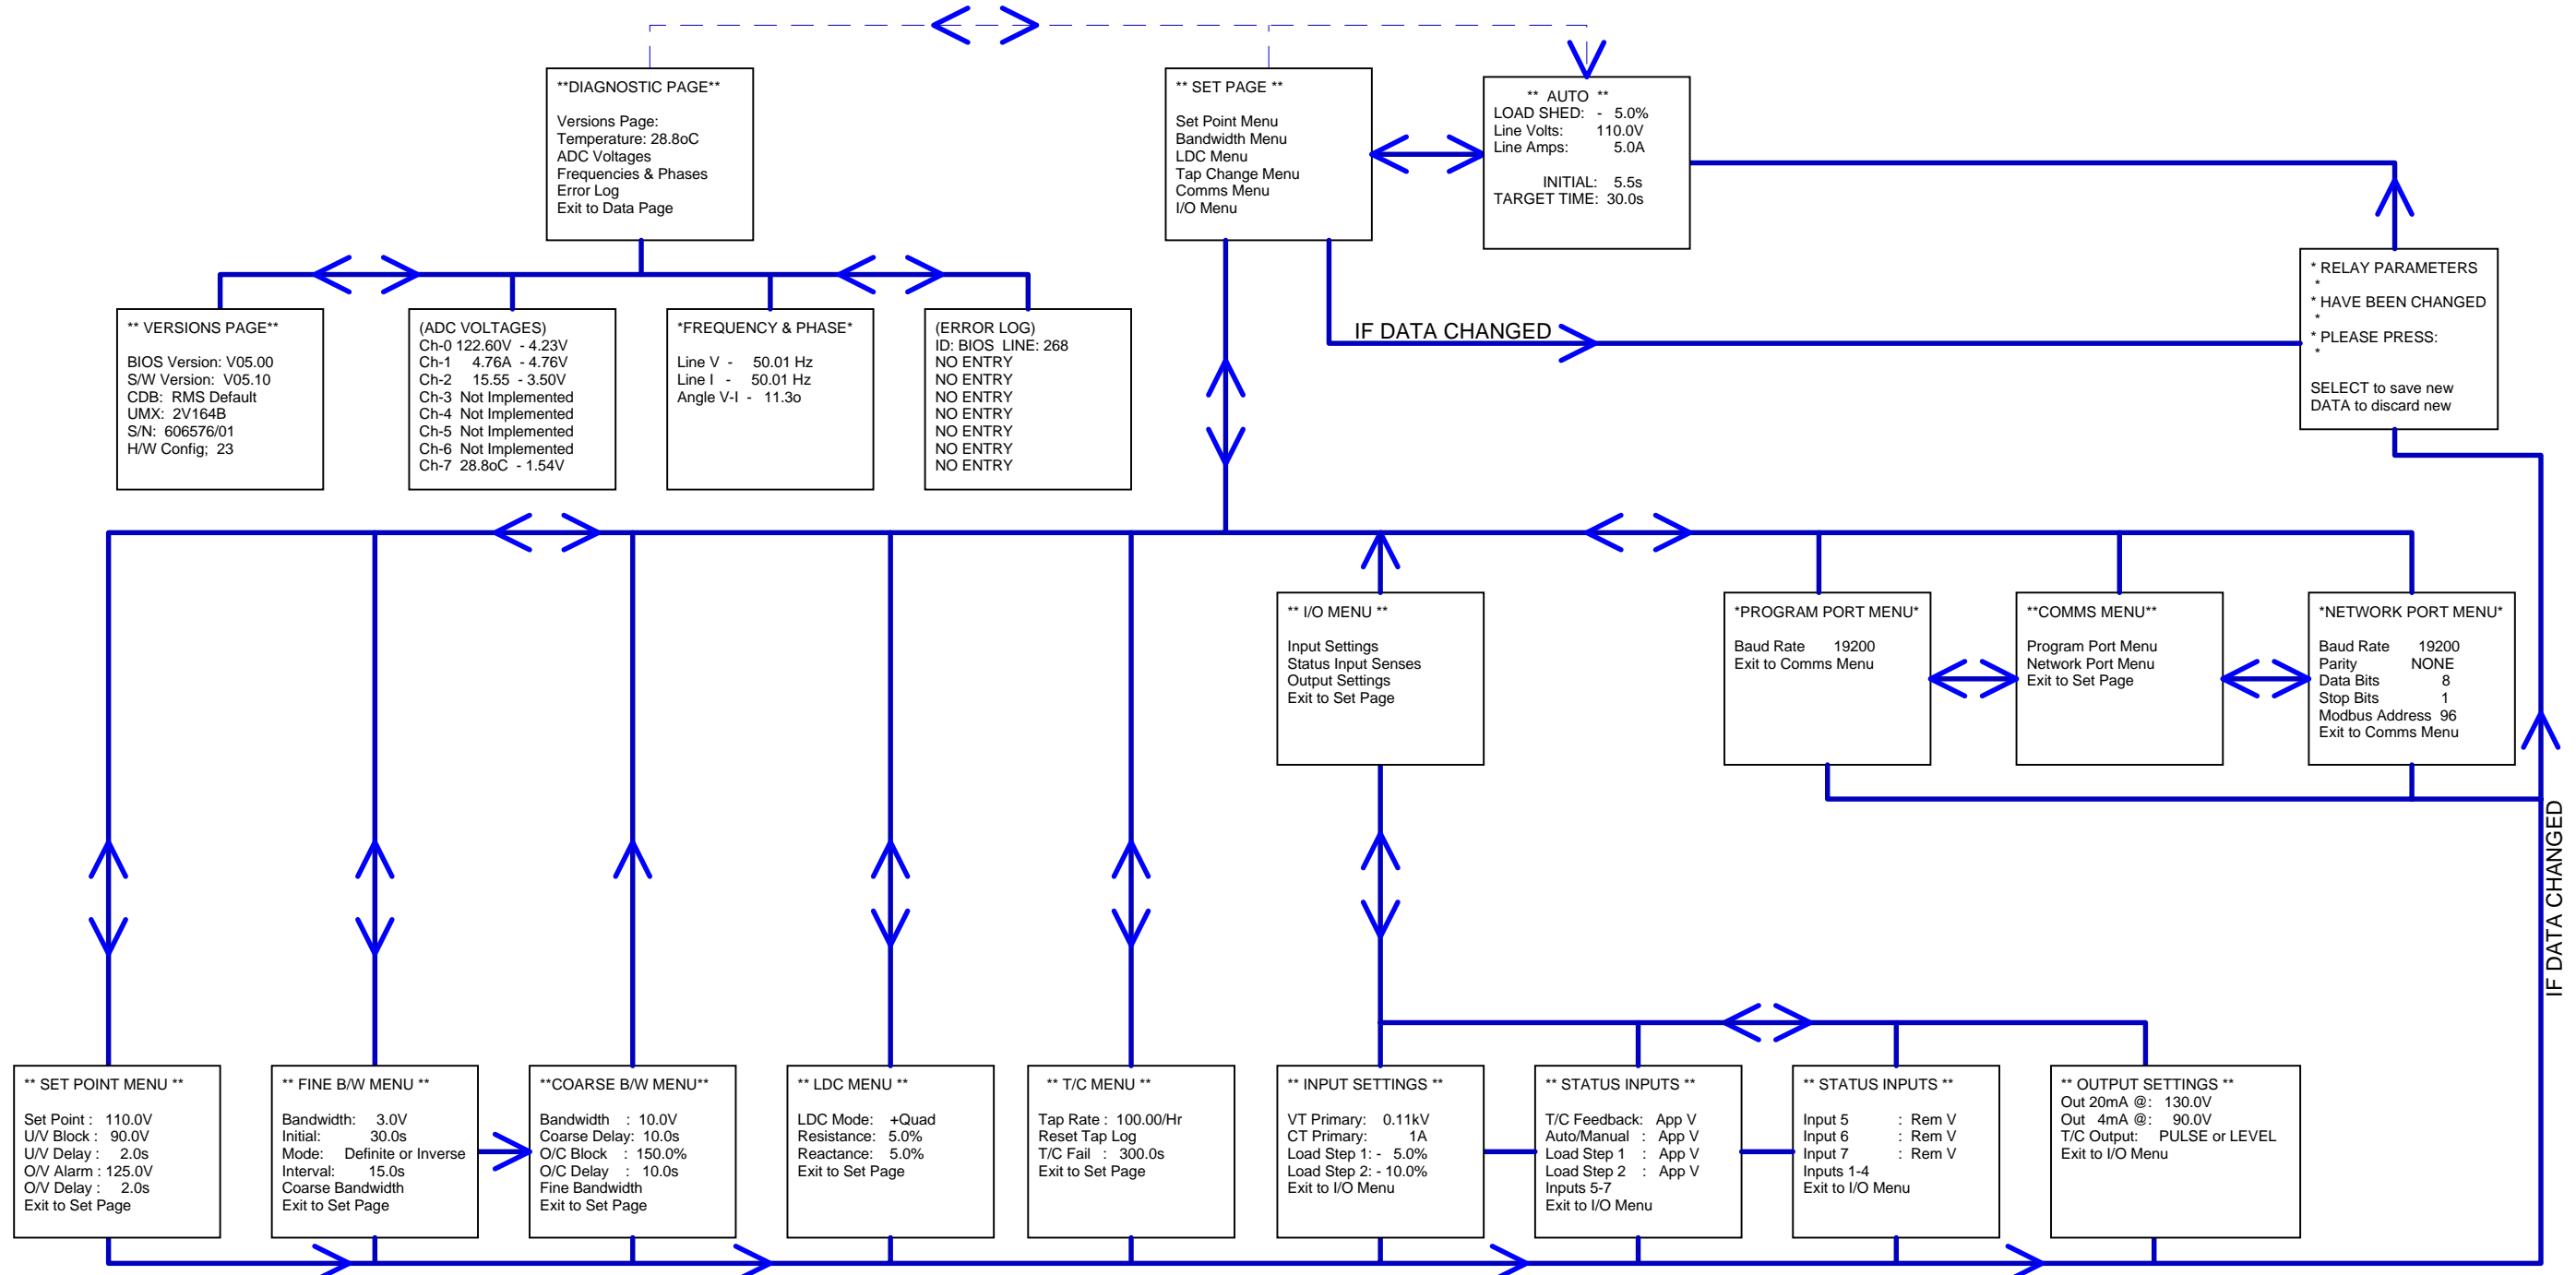 **DIAGNOSTIC PAGE**
Versions Page:
Temperature: 28.8oC
ADC Voltages
Frequencies & Phases
Error Log
Exit to Data Page
** SET PAGE **
Set Point Menu
Bandwidth Menu
LDC Menu
Tap Change Menu
Comms Menu
I/O Menu
** AUTO **
LOAD SHED: - 5.0%
Line Volts: 110.0V
Line Amps: 5.0A
INITIAL: 5.5s
TARGET TIME: 30.0s
* RELAY PARAMETERS
*
* HAVE BEEN CHANGED
*
* PLEASE PRESS:
*
SELECT to save new
DATA to discard new
** VERSIONS PAGE**
BIOS Version: V05.00
S/W Version: V05.10
CDB: RMS Default
UMX: 2V164B
S/N: 606576/01
H/W Config; 23
(ADC VOLTAGES)
Ch-0 122.60V - 4.23V
Ch-1 4.76A - 4.76V
Ch-2 15.55 - 3.50V
Ch-3 Not Implemented
Ch-4 Not Implemented
Ch-5 Not Implemented
Ch-6 Not Implemented
Ch-7 28.8oC - 1.54V
*FREQUENCY & PHASE*
Line V - 50.01 Hz
Line I - 50.01 Hz
Angle V-I - 11.3o
(ERROR LOG)
ID: BIOS LINE: 268
NO ENTRY
NO ENTRY
NO ENTRY
NO ENTRY
NO ENTRY
NO ENTRY
NO ENTRY
IF DATA CHANGED
** I/O MENU **
Input Settings
Status Input Senses
Output Settings
Exit to Set Page
*PROGRAM PORT MENU*
Baud Rate 19200
Exit to Comms Menu
**COMMS MENU**
Program Port Menu
Network Port Menu
Exit to Set Page
*NETWORK PORT MENU*
Baud Rate 19200
Parity NONE
Data Bits 8
Stop Bits 1
Modbus Address 96
Exit to Comms Menu
IF DATA CHANGED
** SET POINT MENU **
Set Point : 110.0V
U/V Block : 90.0V
U/V Delay : 2.0s
O/V Alarm : 125.0V
O/V Delay : 2.0s
Exit to Set Page
** FINE B/W MENU **
Bandwidth: 3.0V
Initial: 30.0s
Mode: Definite or Inverse
Interval: 15.0s
Coarse Bandwidth
Exit to Set Page
**COARSE B/W MENU**
Bandwidth : 10.0V
Coarse Delay: 10.0s
O/C Block : 150.0%
O/C Delay : 10.0s
Fine Bandwidth
Exit to Set Page
** LDC MENU **
LDC Mode: +Quad
Resistance: 5.0%
Reactance: 5.0%
Exit to Set Page
** T/C MENU **
Tap Rate : 100.00/Hr
Reset Tap Log
T/C Fail : 300.0s
Exit to Set Page
** INPUT SETTINGS **
VT Primary: 0.11kV
CT Primary: 1A
Load Step 1: - 5.0%
Load Step 2: - 10.0%
Exit to I/O Menu
** STATUS INPUTS **
T/C Feedback: App V
Auto/Manual : App V
Load Step 1 : App V
Load Step 2 : App V
Inputs 5-7
Exit to I/O Menu
** STATUS INPUTS **
Input 5 : Rem V
Input 6 : Rem V
Input 7 : Rem V
Inputs 1-4
Exit to I/O Menu
** OUTPUT SETTINGS **
Out 20mA @: 130.0V
Out 4mA @: 90.0V
T/C Output: PULSE or LEVEL
Exit to I/O Menu